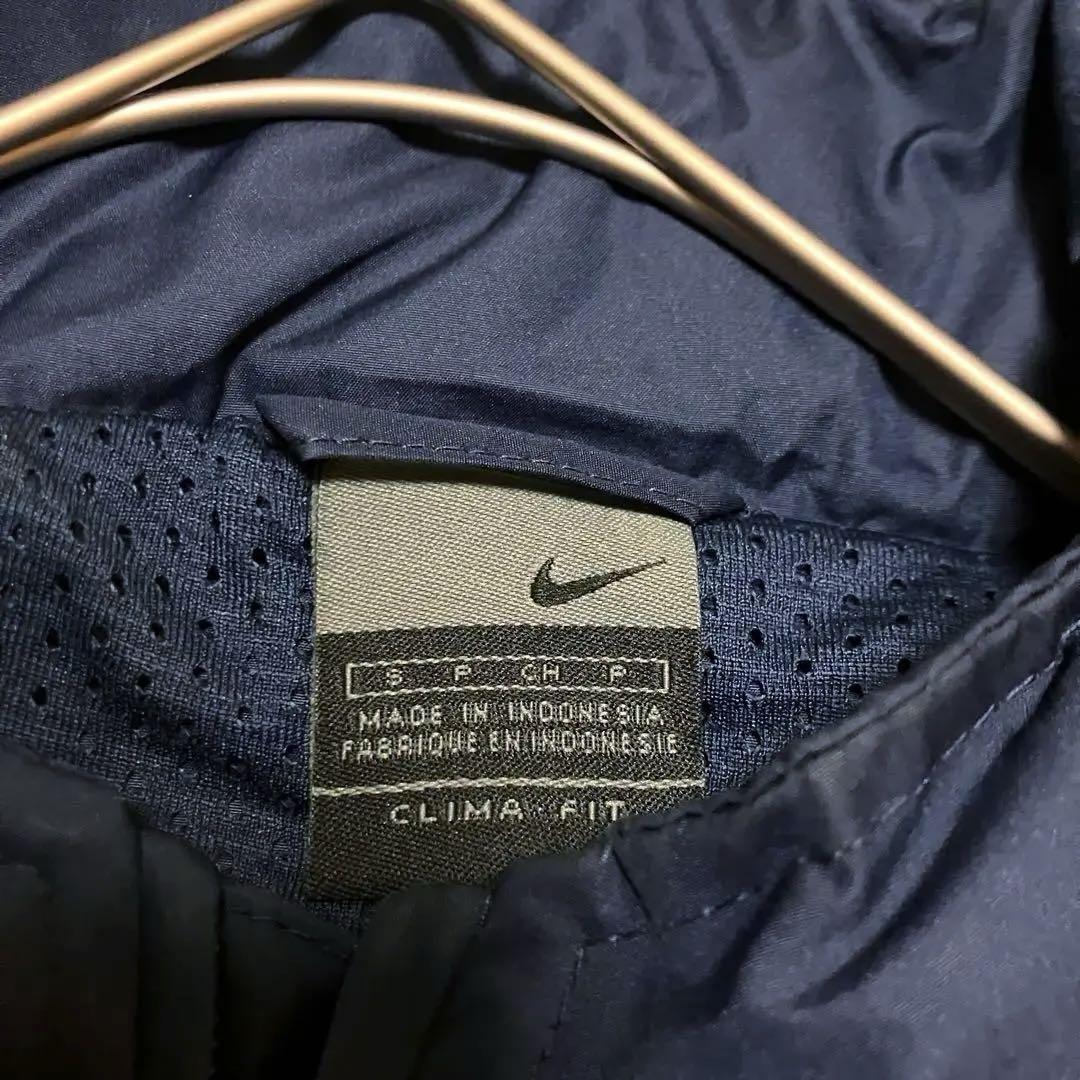 S P CH P
MADE IN INDONESIA
FABRIQUE EN INDONESIE
CLIMA · FIT